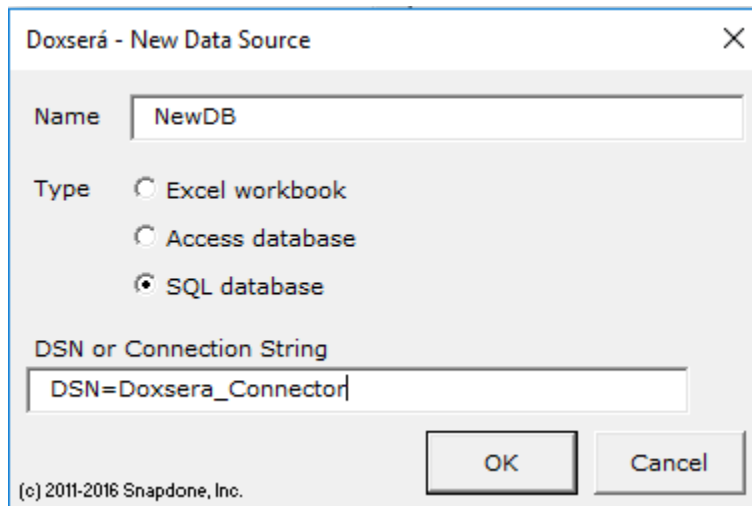 Doxserá - New Data Source
Name NewDB
Type Excel workbook
Access database
SQL database
DSN or Connection String
DSN=Doxsera_Connector
OK Cancel
(c) 2011-2016 Snapdone, Inc.